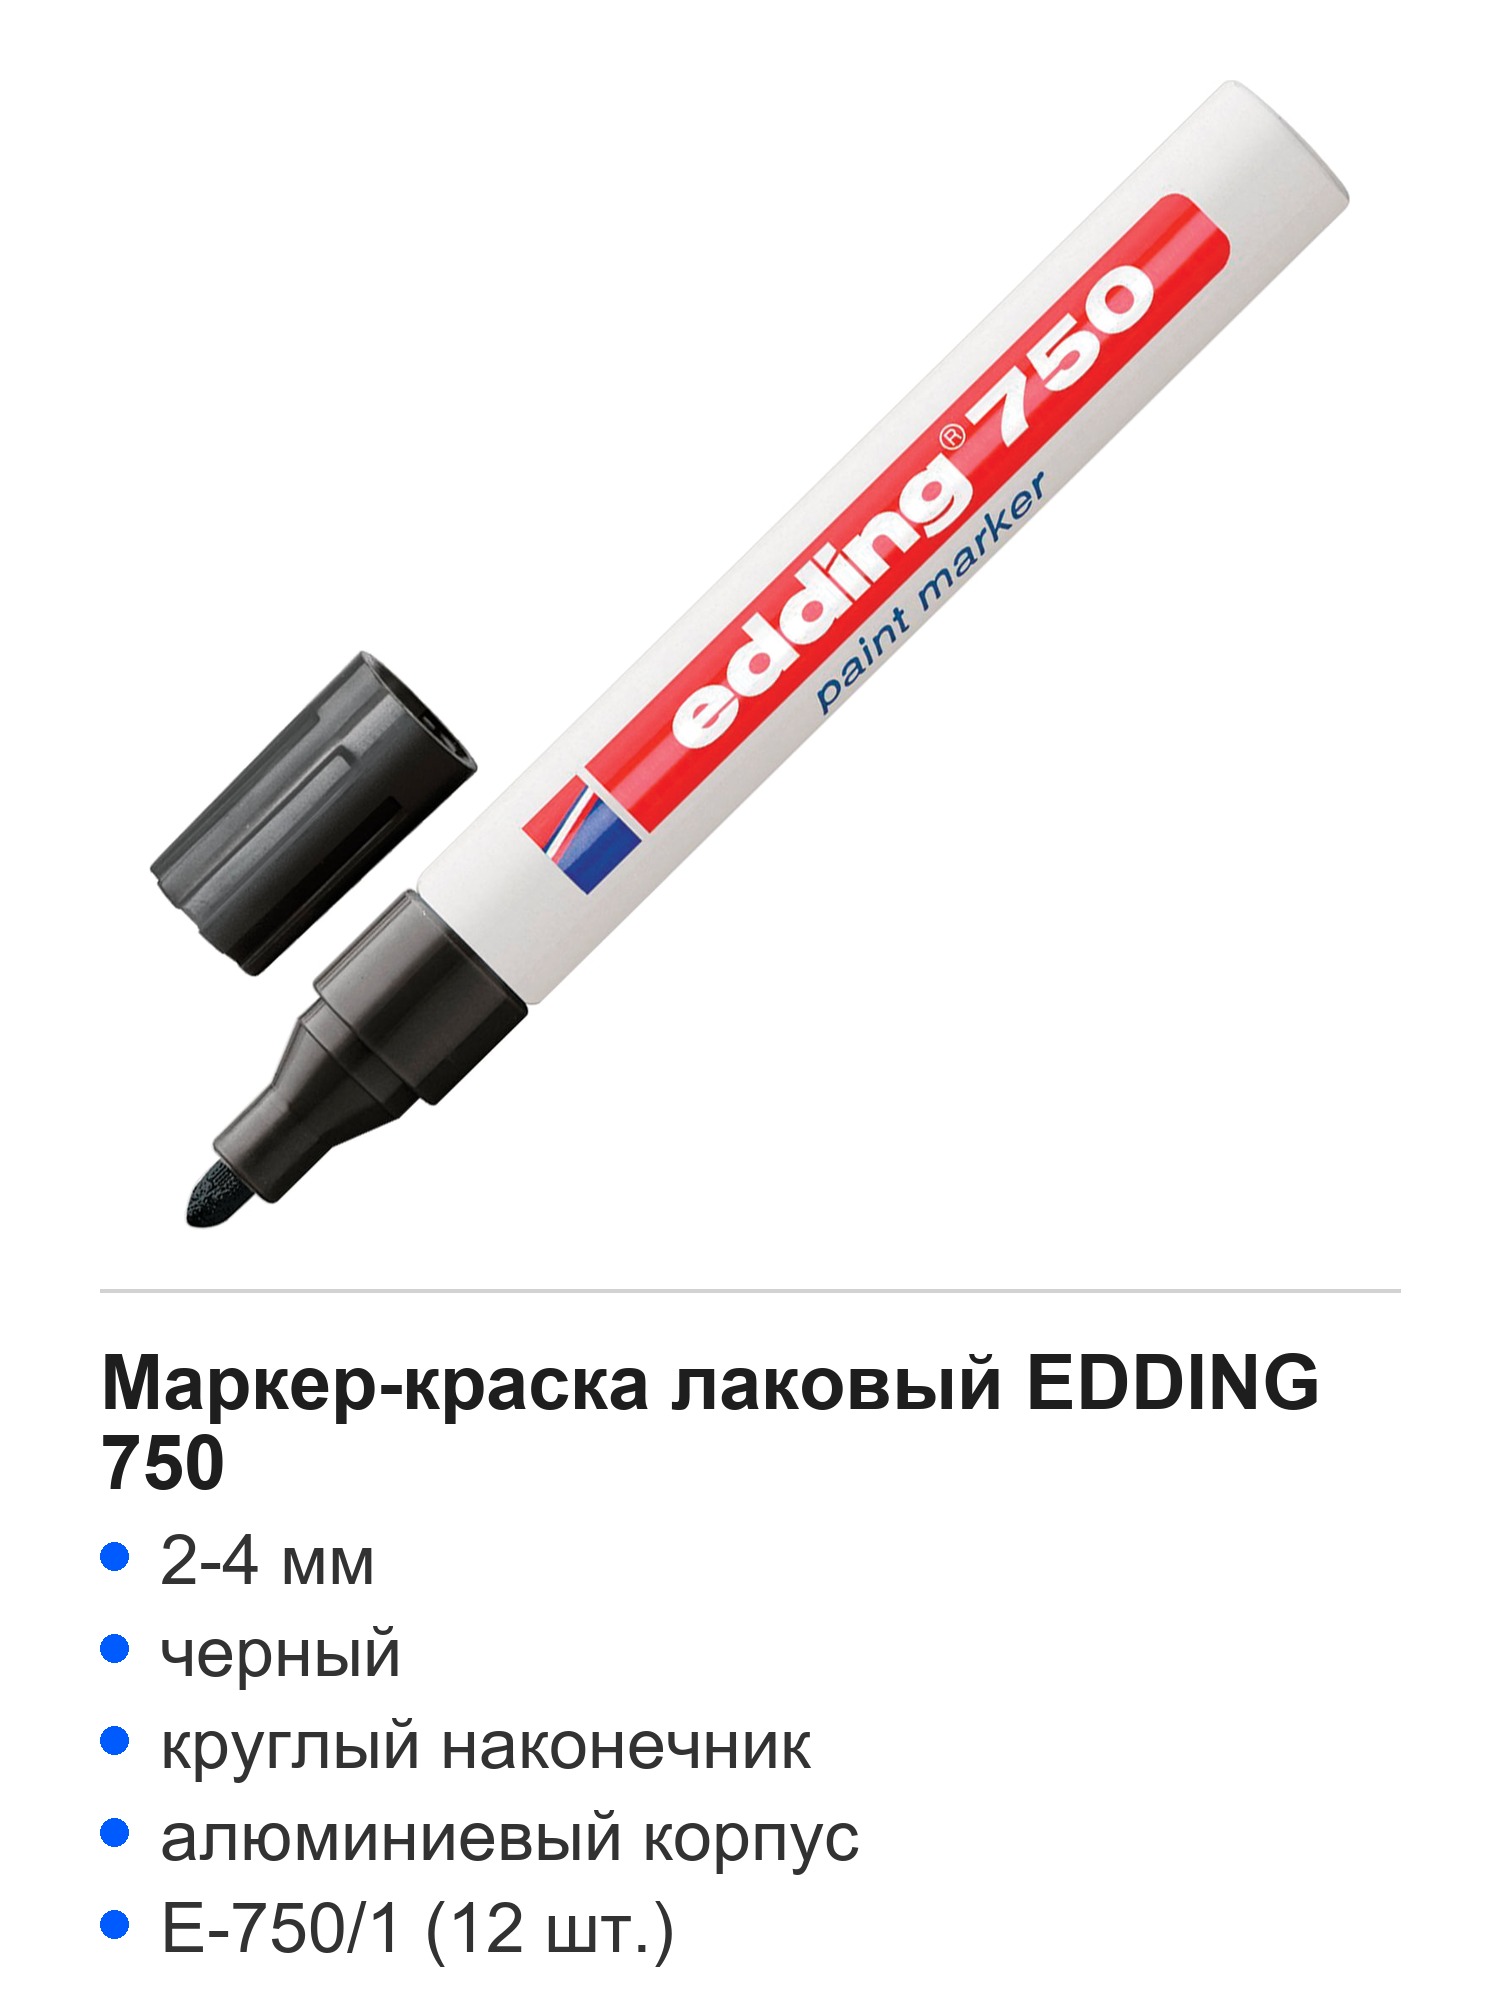 edding® 750
paint marker
Маркер-краска лаковый EDDING
750
2-4 мм
черный
круглый наконечник
алюминиевый корпус
E-750/1 (12 шт.)